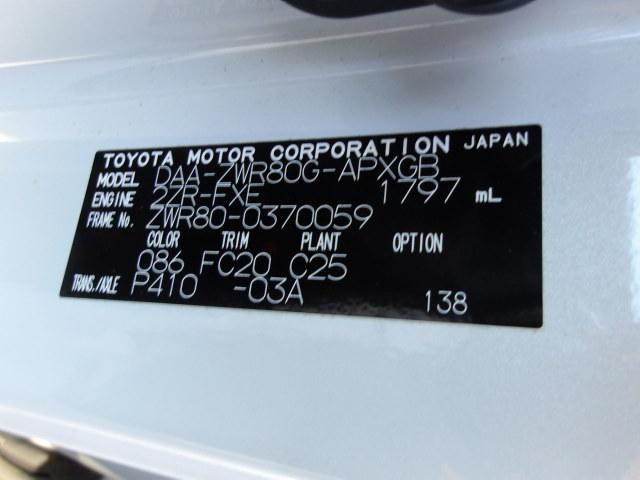 TOYOTA MOTOR CORPORATION JAPAN
MODEL DAA-ZWR80G-APXGB
ENGINE 2ZR-FXE 1797 mL
FRAME No. ZWR80-0370059
COLOR TRIM PLANT OPTION
086 FC20 C25
TRANS./AXLE P410 -03A 138